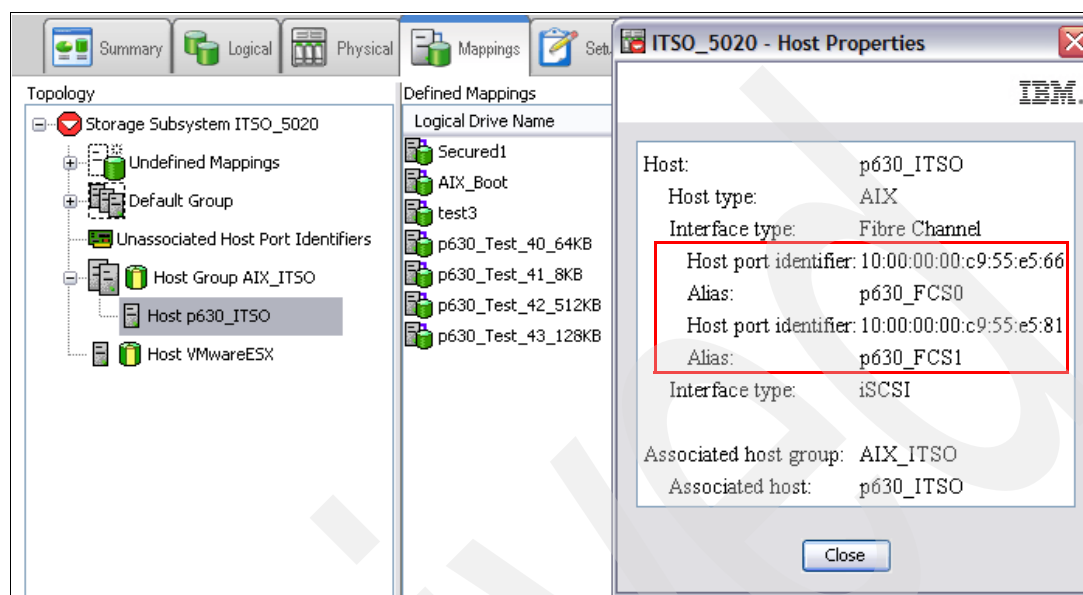 Summary
Logical
Physical
Mappings
Setu
Topology
Storage Subsystem ITSO_5020
Undefined Mappings
Default Group
Unassociated Host Port Identifiers
Host Group AIX_ITSO
Host p630_ITSO
Host VMwareESX
Defined Mappings
Logical Drive Name
Secured1
AIX_Boot
test3
p630_Test_40_64KB
p630_Test_41_8KB
p630_Test_42_512KB
p630_Test_43_128KB
ITSO_5020 - Host Properties
IBM.
Host: p630_ITSO
Host type: AIX
Interface type: Fibre Channel
Host port identifier: 10:00:00:00:c9:55:e5:66
Alias: p630_FCS0
Host port identifier: 10:00:00:00:c9:55:e5:81
Alias: p630_FCS1
Interface type: iSCSI
Associated host group: AIX_ITSO
Associated host: p630_ITSO
Close